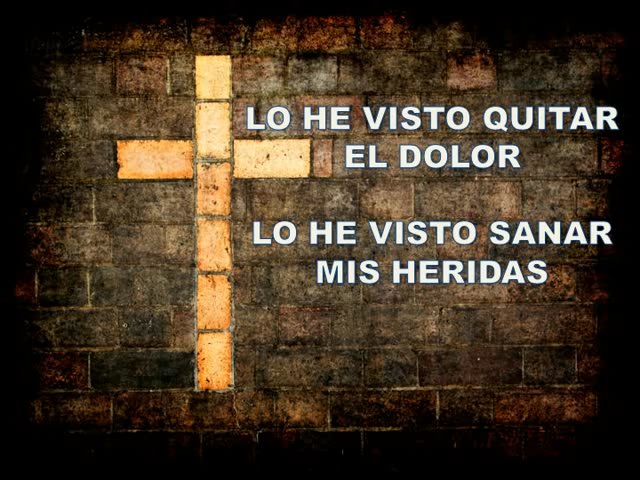 LO HE VISTO QUITAR
EL DOLOR
LO HE VISTO SANAR
MIS HERIDAS